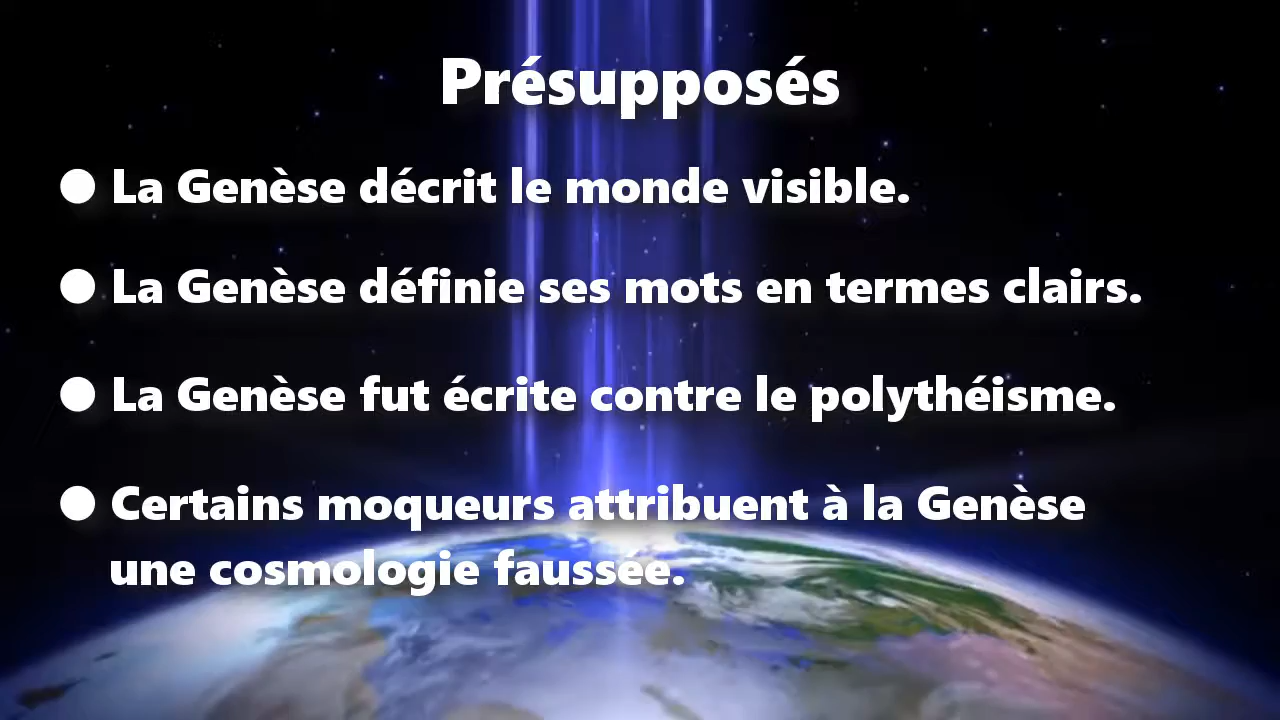 Présupposés
● La Genèse décrit le monde visible.
● La Genèse définie ses mots en termes clairs.
● La Genèse fut écrite contre le polythéisme.
● Certains moqueurs attribuent à la Genèse
une cosmologie faussée.